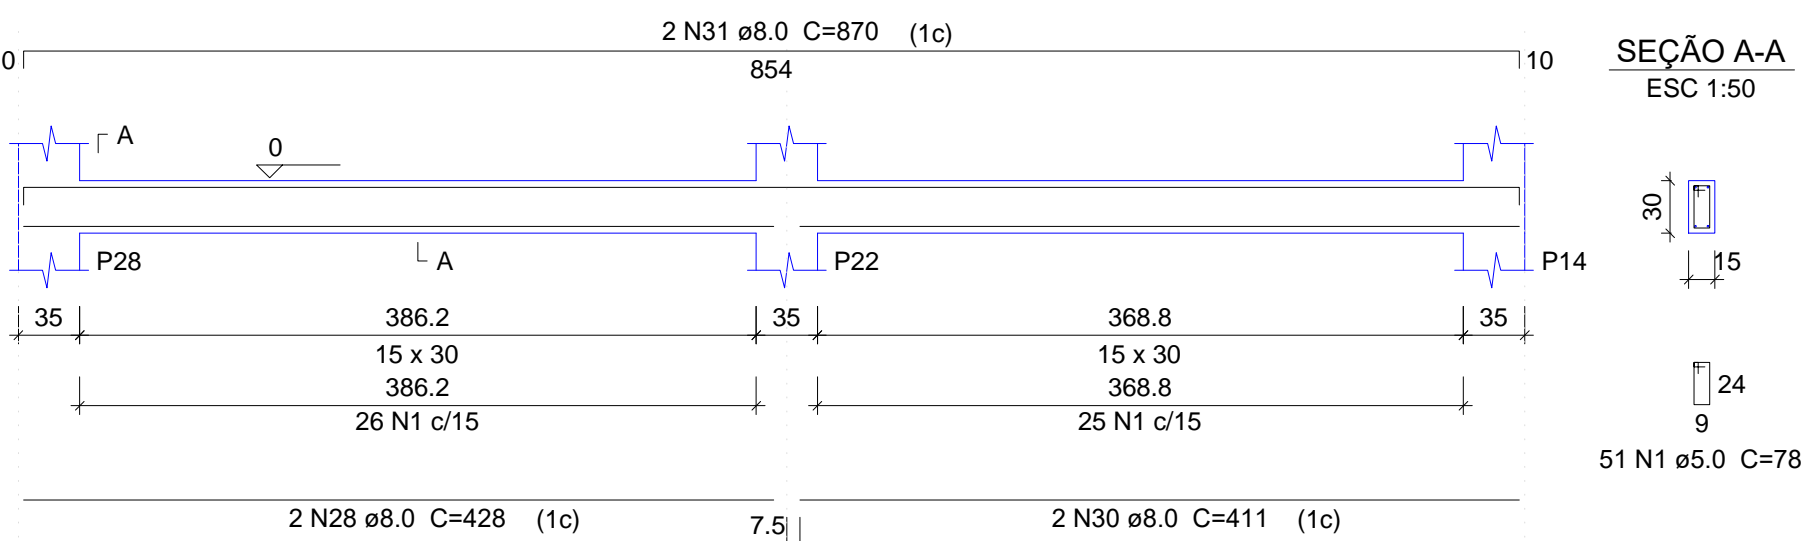 2 N31 ø8.0 C=870 (1c)
0
854
10
SEÇÃO A-A
ESC 1:50
A
0
A
P28
P22
P14
30
15
35
386.2
35
368.8
35
15 x 30
15 x 30
386.2
368.8
26 N1 c/15
25 N1 c/15
24
9
51 N1 ø5.0 C=78
2 N28 ø8.0 C=428 (1c)
7.5
2 N30 ø8.0 C=411 (1c)